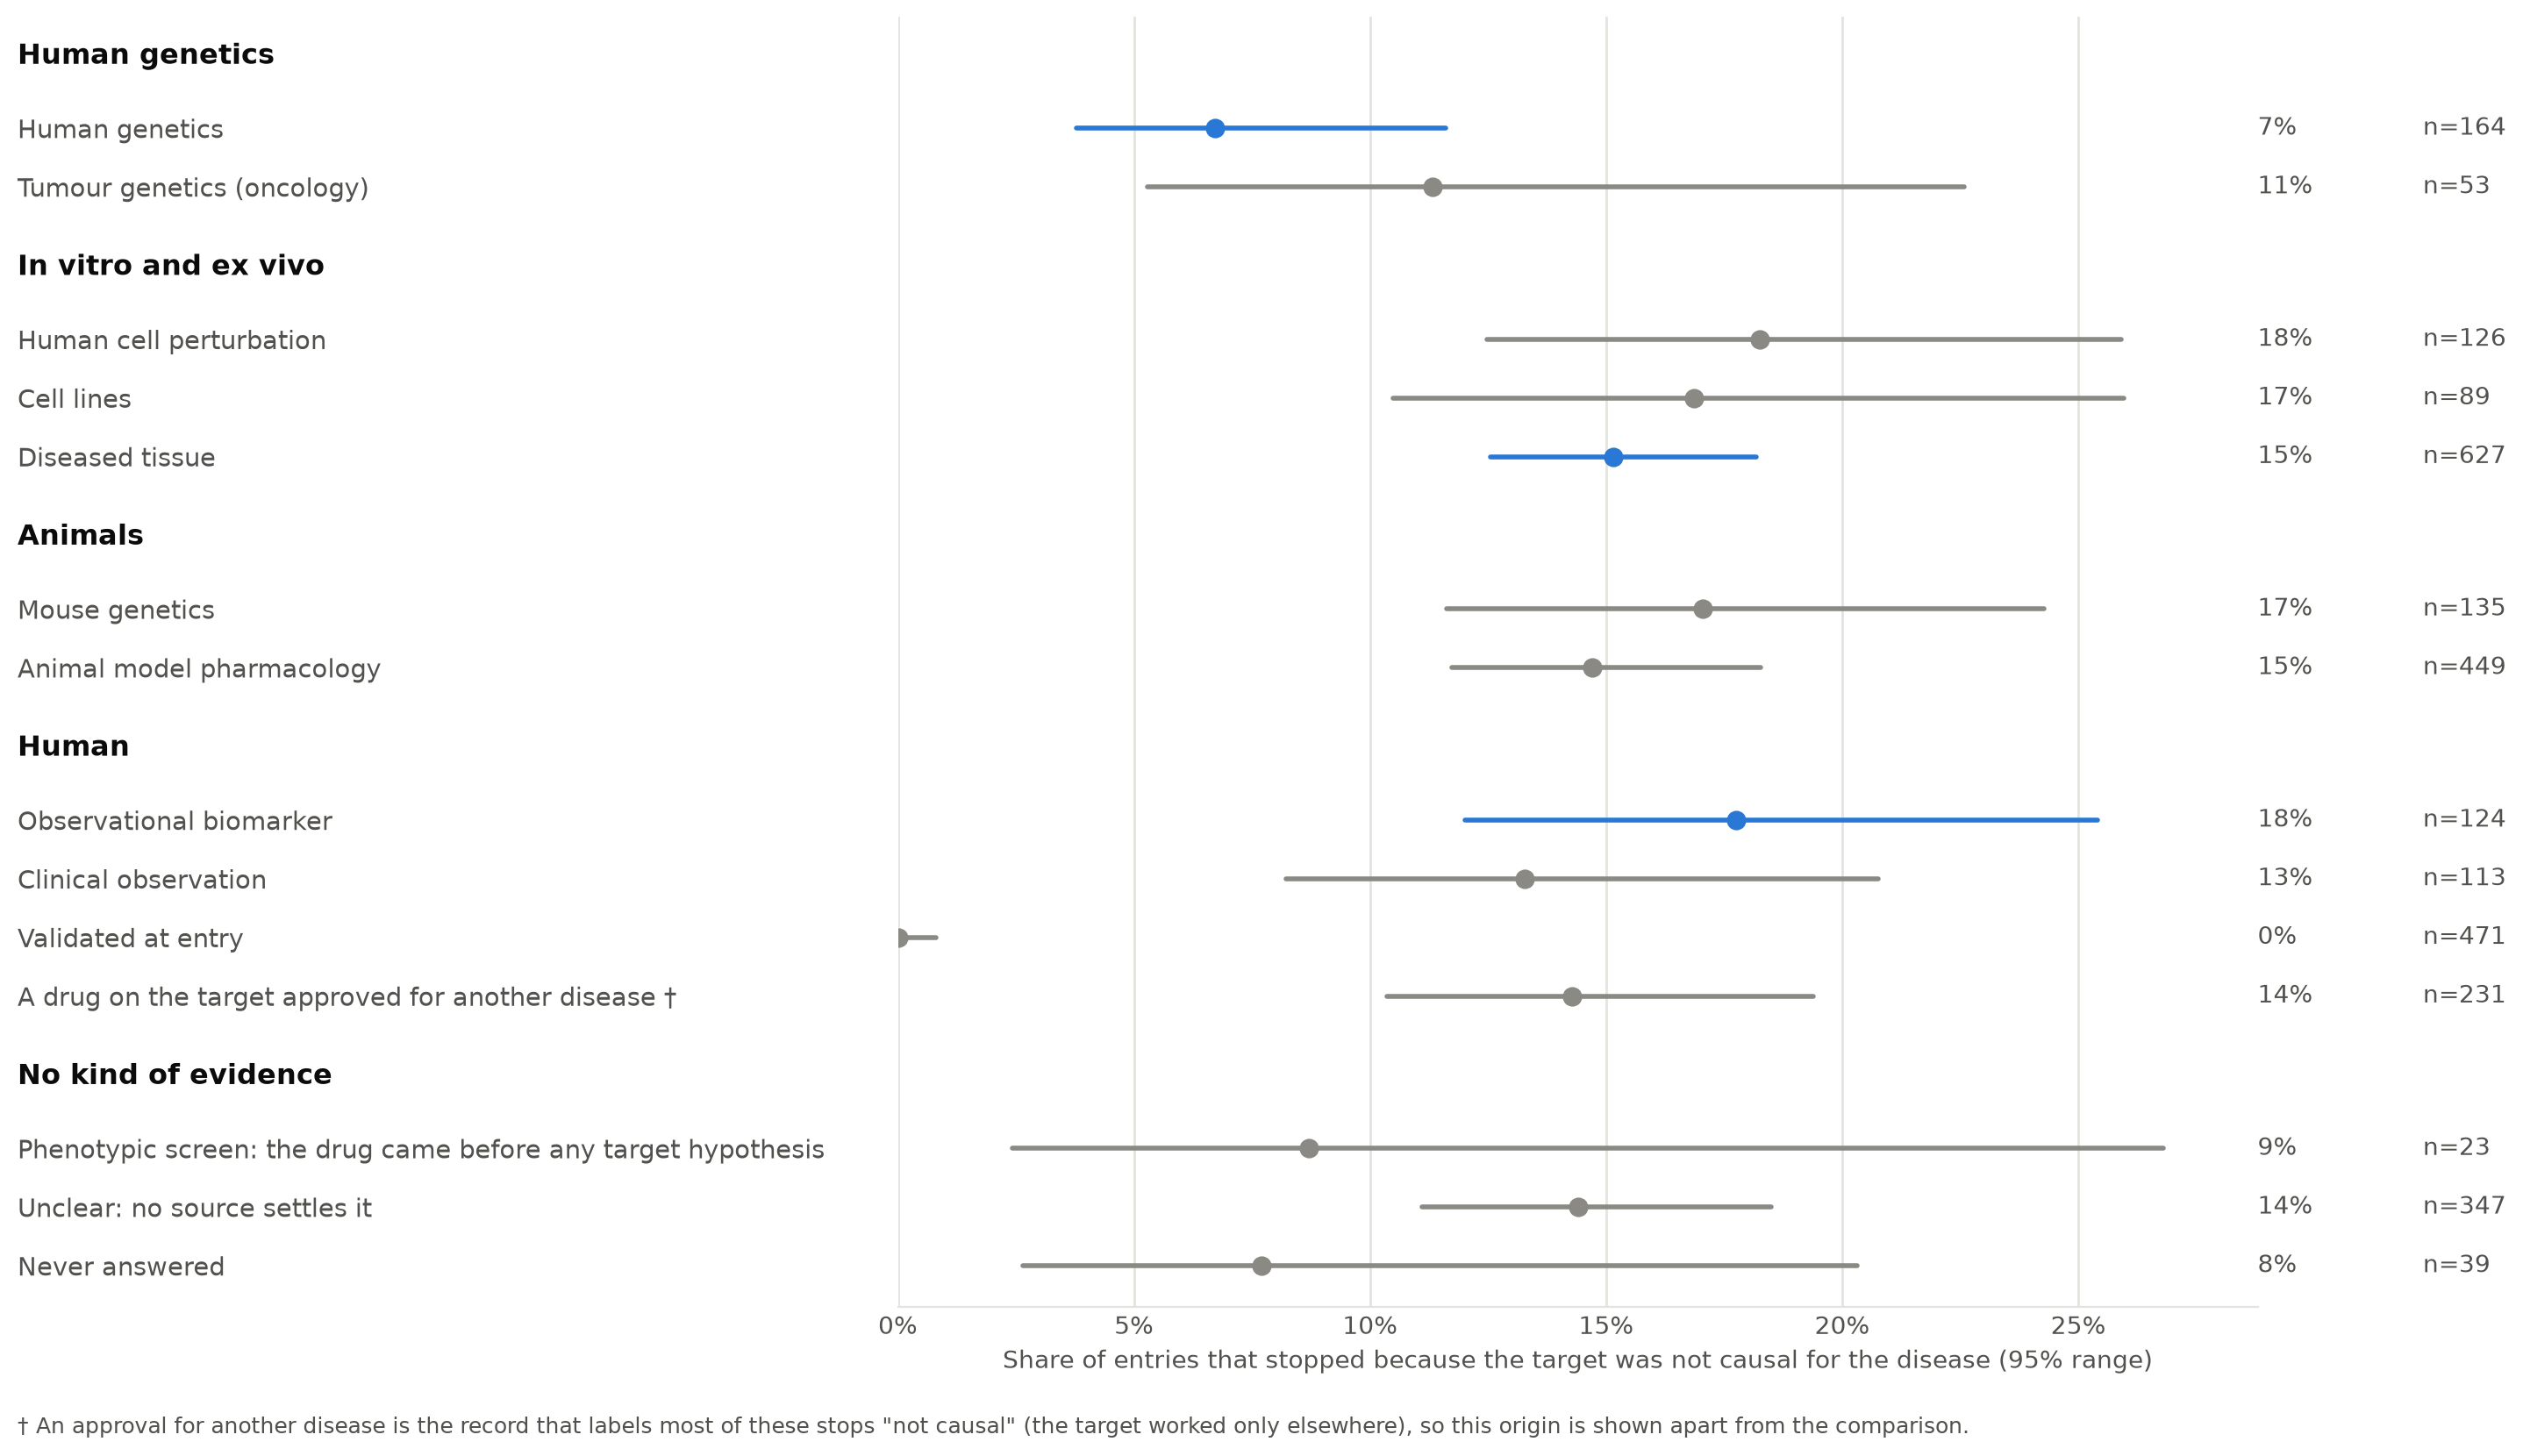 Human genetics
Human genetics 7% n=164
Tumour genetics (oncology) 11% n=53
In vitro and ex vivo
Human cell perturbation 18% n=126
Cell lines 17% n=89
Diseased tissue 15% n=627
Animals
Mouse genetics 17% n=135
Animal model pharmacology 15% n=449
Human
Observational biomarker 18% n=124
Clinical observation 13% n=113
Validated at entry 0% n=471
A drug on the target approved for another disease † 14% n=231
No kind of evidence
Phenotypic screen: the drug came before any target hypothesis 9% n=23
Unclear: no source settles it 14% n=347
Never answered 8% n=39
0% 5% 10% 15% 20% 25%
Share of entries that stopped because the target was not causal for the disease (95% range)
† An approval for another disease is the record that labels most of these stops "not causal" (the target worked only elsewhere), so this origin is shown apart from the comparison.